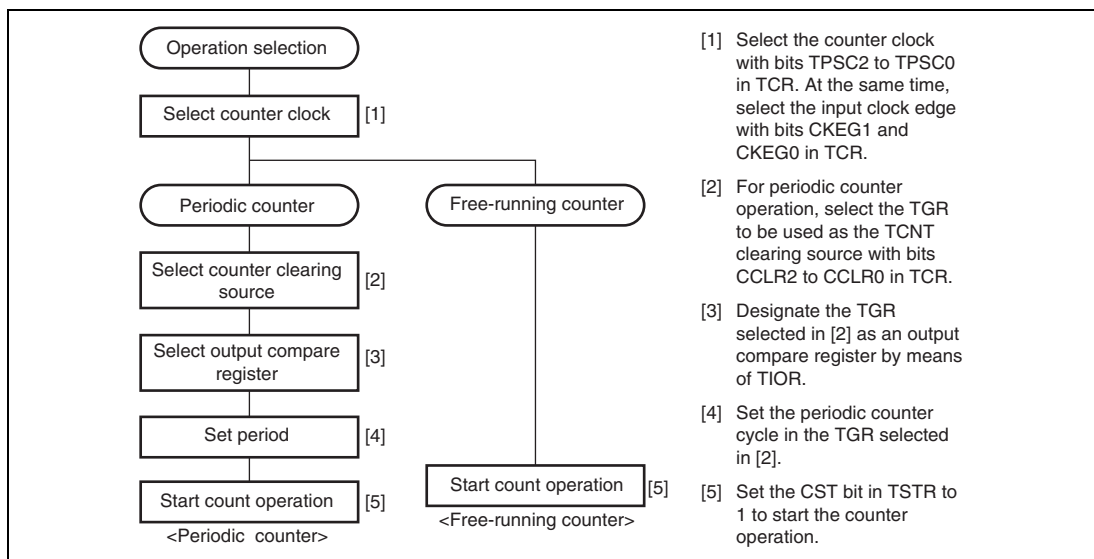 Operation selection
Select counter clock
[1]
Periodic counter
Free-running counter
Select counter clearing
source
[2]
Select output compare
register
[3]
Set period
[4]
Start count operation
[5]
<Periodic counter>
Start count operation
[5]
<Free-running counter>
[1] Select the counter clock
with bits TPSC2 to TPSC0
in TCR. At the same time,
select the input clock edge
with bits CKEG1 and
CKEG0 in TCR.
[2] For periodic counter
operation, select the TGR
to be used as the TCNT
clearing source with bits
CCLR2 to CCLR0 in TCR.
[3] Designate the TGR
selected in [2] as an output
compare register by means
of TIOR.
[4] Set the periodic counter
cycle in the TGR selected
in [2].
[5] Set the CST bit in TSTR to
1 to start the counter
operation.